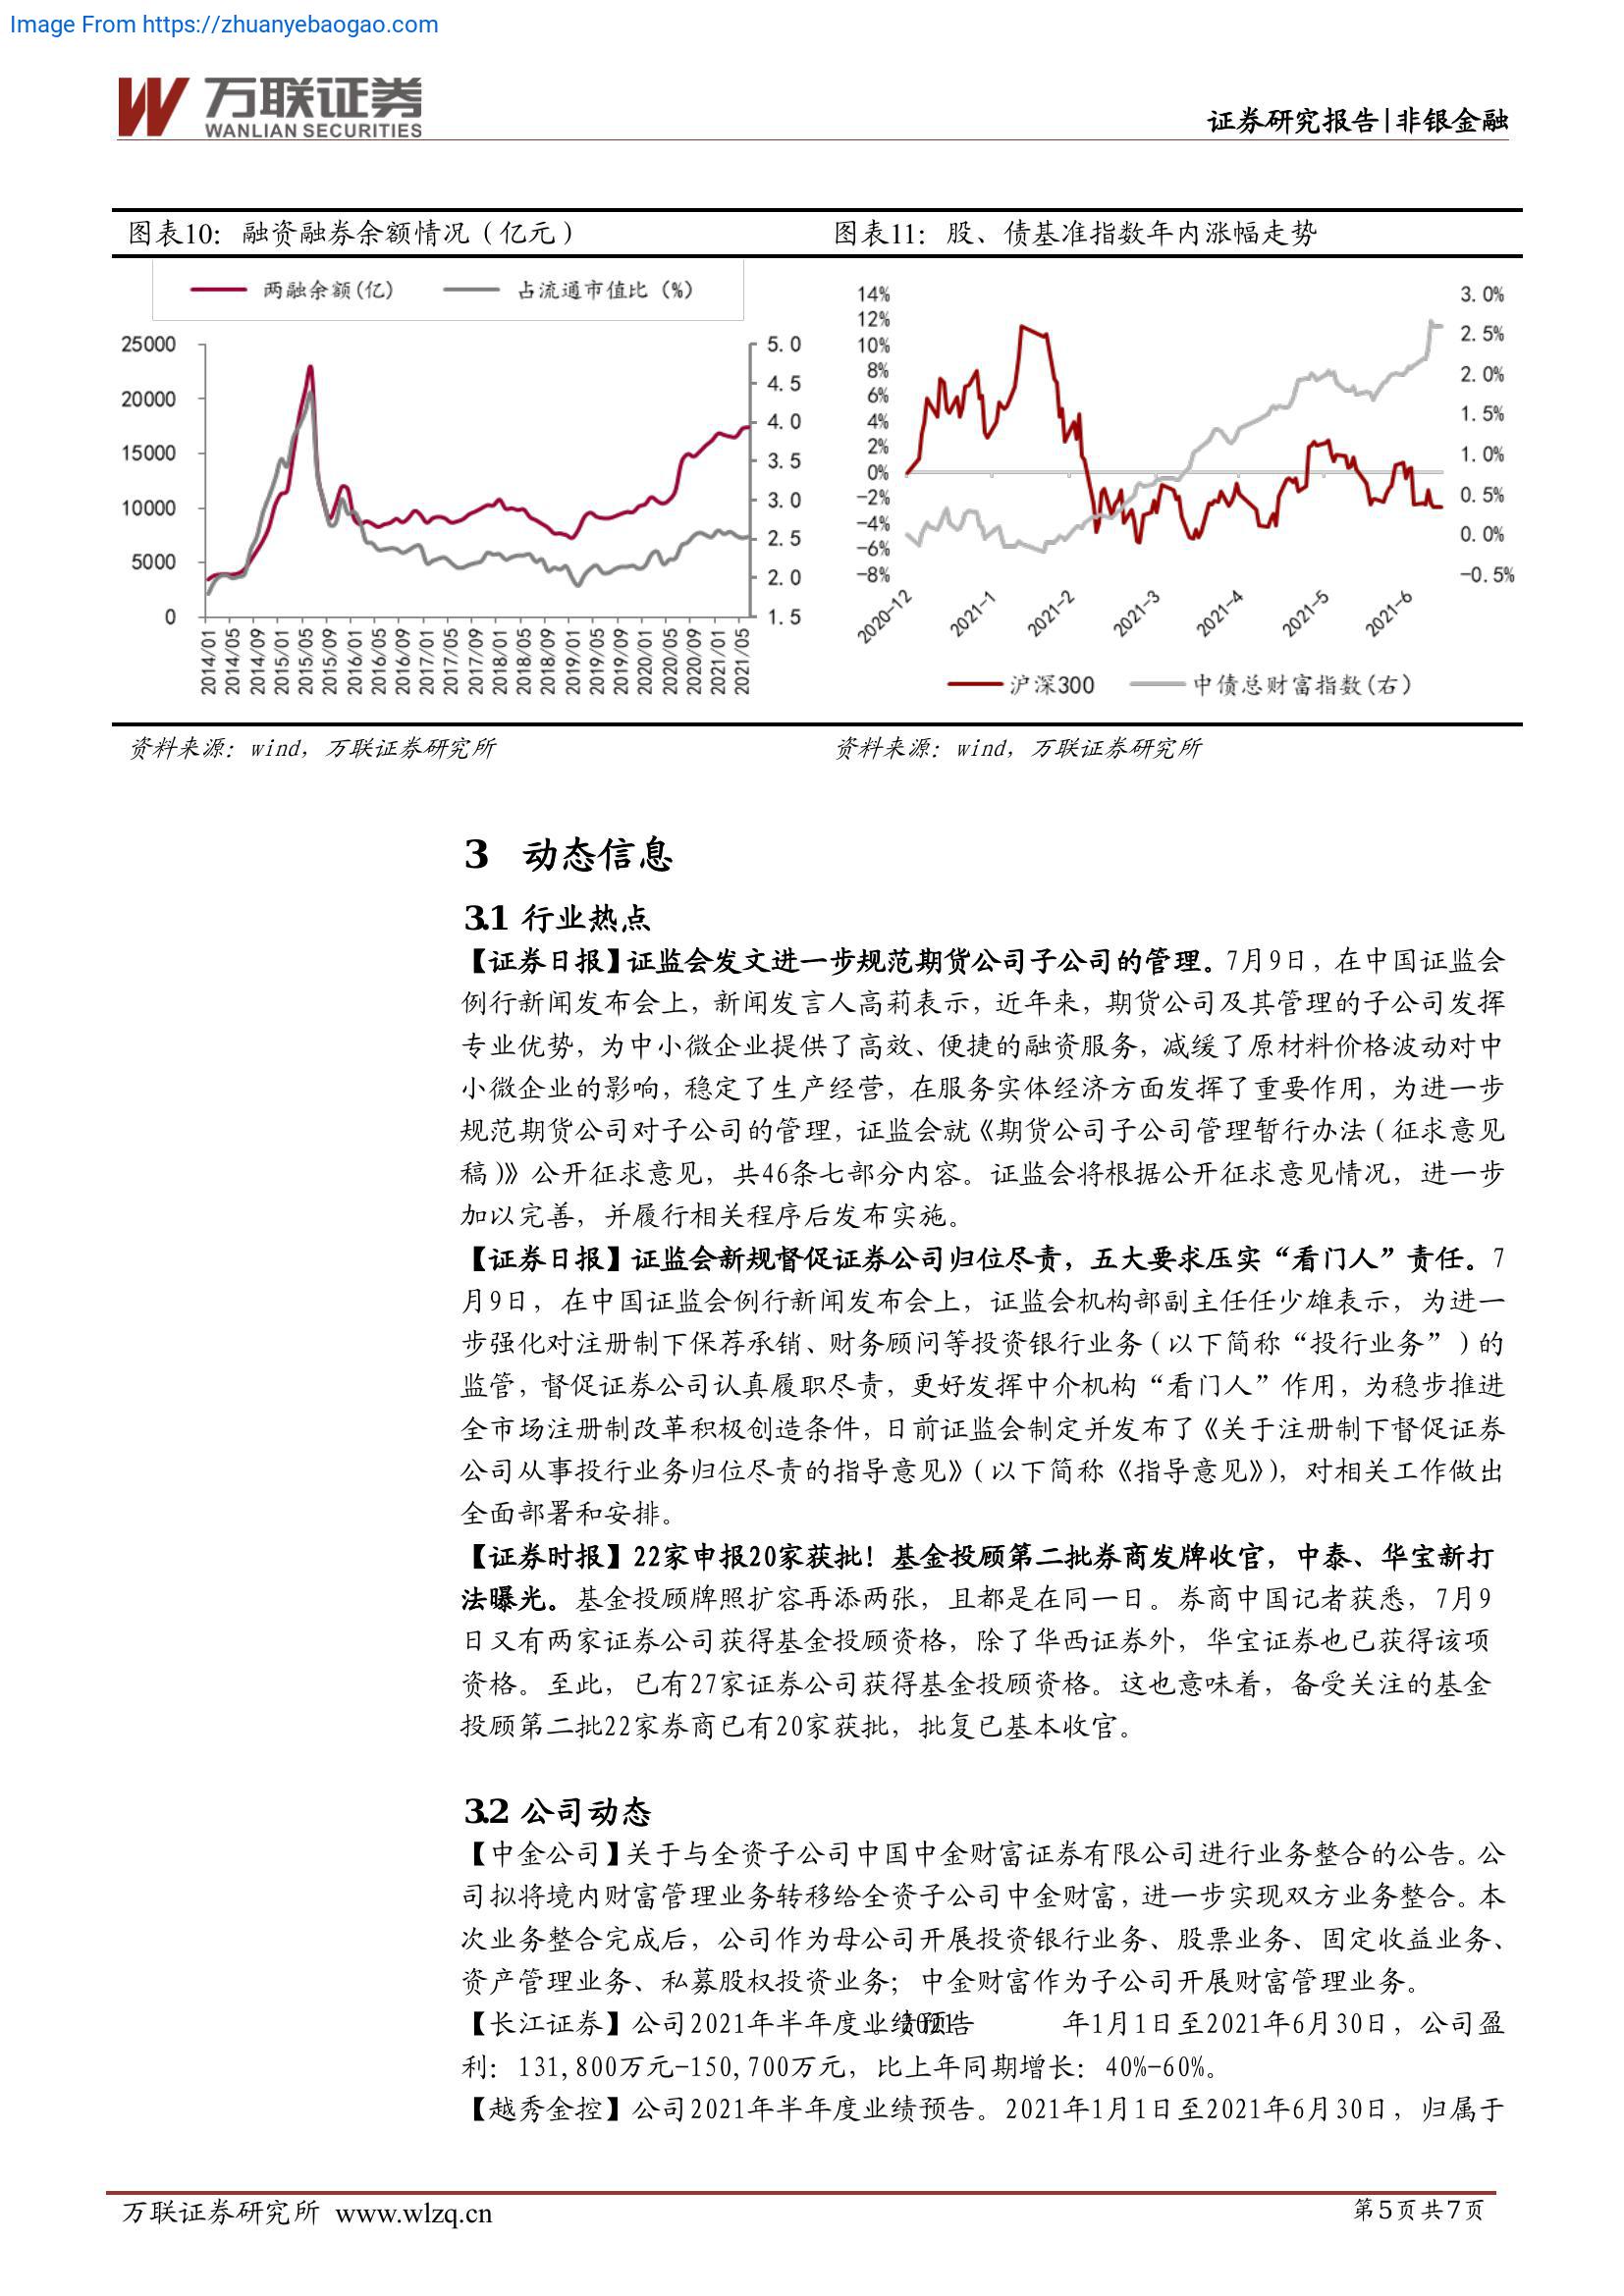 Image From https://zhuanyebaogao.com
万联证券
WANLIAN SECURITIES
证券研究报告|非银金融
图表10：融资融券余额情况（亿元）
两融余额(亿) 占流通市值比（%）
25000
20000
15000
10000
5000
0
5.0
4.5
4.0
3.5
3.0
2.5
2.0
1.5
2014/01 2014/05 2014/09 2015/01 2015/05 2015/09 2016/01 2016/05 2016/09 2017/01 2017/05 2017/09 2018/01 2018/05 2018/09 2019/01 2019/05 2019/09 2020/01 2020/05 2020/09 2021/01 2021/05
资料来源：wind，万联证券研究所
图表11：股、债基准指数年内涨幅走势
14%
12%
10%
8%
6%
4%
2%
0%
-2%
-4%
-6%
-8%
3.0%
2.5%
2.0%
1.5%
1.0%
0.5%
0.0%
-0.5%
2020-12 2021-1 2021-2 2021-3 2021-4 2021-5 2021-6
沪深300 中债总财富指数(右)
资料来源：wind，万联证券研究所
3 动态信息
3.1 行业热点
【证券日报】证监会发文进一步规范期货公司子公司的管理。7月9日，在中国证监会
例行新闻发布会上，新闻发言人高莉表示，近年来，期货公司及其管理的子公司发挥
专业优势，为中小微企业提供了高效、便捷的融资服务，减缓了原材料价格波动对中
小微企业的影响，稳定了生产经营，在服务实体经济方面发挥了重要作用，为进一步
规范期货公司对子公司的管理，证监会就《期货公司子公司管理暂行办法（征求意见
稿）》公开征求意见，共46条七部分内容。证监会将根据公开征求意见情况，进一步
加以完善，并履行相关程序后发布实施。
【证券日报】证监会新规督促证券公司归位尽责，五大要求压实“看门人”责任。7
月9日，在中国证监会例行新闻发布会上，证监会机构部副主任任少雄表示，为进一
步强化对注册制下保荐承销、财务顾问等投资银行业务（以下简称“投行业务”）的
监管，督促证券公司认真履职尽责，更好发挥中介机构“看门人”作用，为稳步推进
全市场注册制改革积极创造条件，日前证监会制定并发布了《关于注册制下督促证券
公司从事投行业务归位尽责的指导意见》（以下简称《指导意见》），对相关工作做出
全面部署和安排。
【证券时报】22家申报20家获批！基金投顾第二批券商发牌收官，中泰、华宝新打
法曝光。基金投顾牌照扩容再添两张，且都是在同一日。券商中国记者获悉，7月9
日又有两家证券公司获得基金投顾资格，除了华西证券外，华宝证券也已获得该项
资格。至此，已有27家证券公司获得基金投顾资格。这也意味着，备受关注的基金
投顾第二批22家券商已有20家获批，批复已基本收官。
3.2 公司动态
【中金公司】关于与全资子公司中国中金财富证券有限公司进行业务整合的公告。公
司拟将境内财富管理业务转移给全资子公司中金财富，进一步实现双方业务整合。本
次业务整合完成后，公司作为母公司开展投资银行业务、股票业务、固定收益业务、
资产管理业务、私募股权投资业务；中金财富作为子公司开展财富管理业务。
【长江证券】公司2021年半年度业绩预告。2021年1月1日至2021年6月30日，公司盈
利：131,800万元-150,700万元，比上年同期增长：40%-60%。
【越秀金控】公司2021年半年度业绩预告。2021年1月1日至2021年6月30日，归属于
万联证券研究所 www.wlzq.cn
第5页共7页